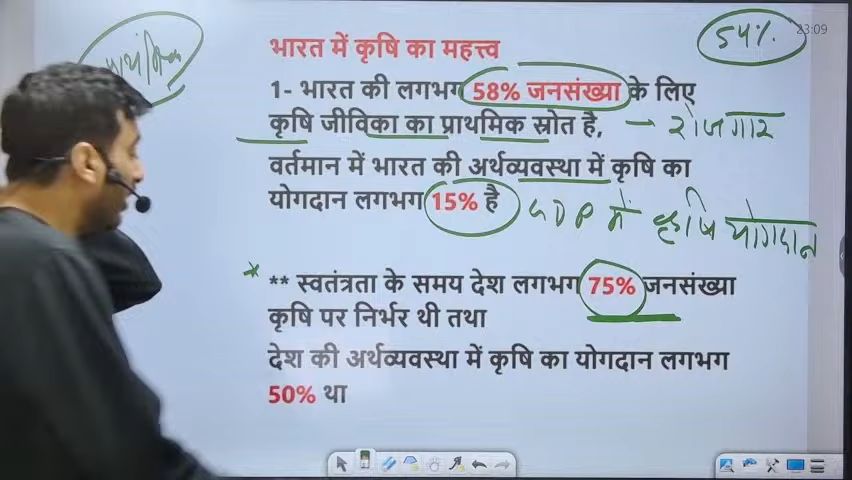 54%
23:09
भारत में कृषि का महत्त्व
1- भारत की लगभग 58% जनसंख्या के लिए
कृषि जीविका का प्राथमिक स्रोत है, → रोजगार
वर्तमान में भारत की अर्थव्यवस्था में कृषि का
योगदान लगभग 15% है GDP में कृषि योगदान
* ** स्वतंत्रता के समय देश लगभग 75% जनसंख्या
कृषि पर निर्भर थी तथा
देश की अर्थव्यवस्था में कृषि का योगदान लगभग
50% था